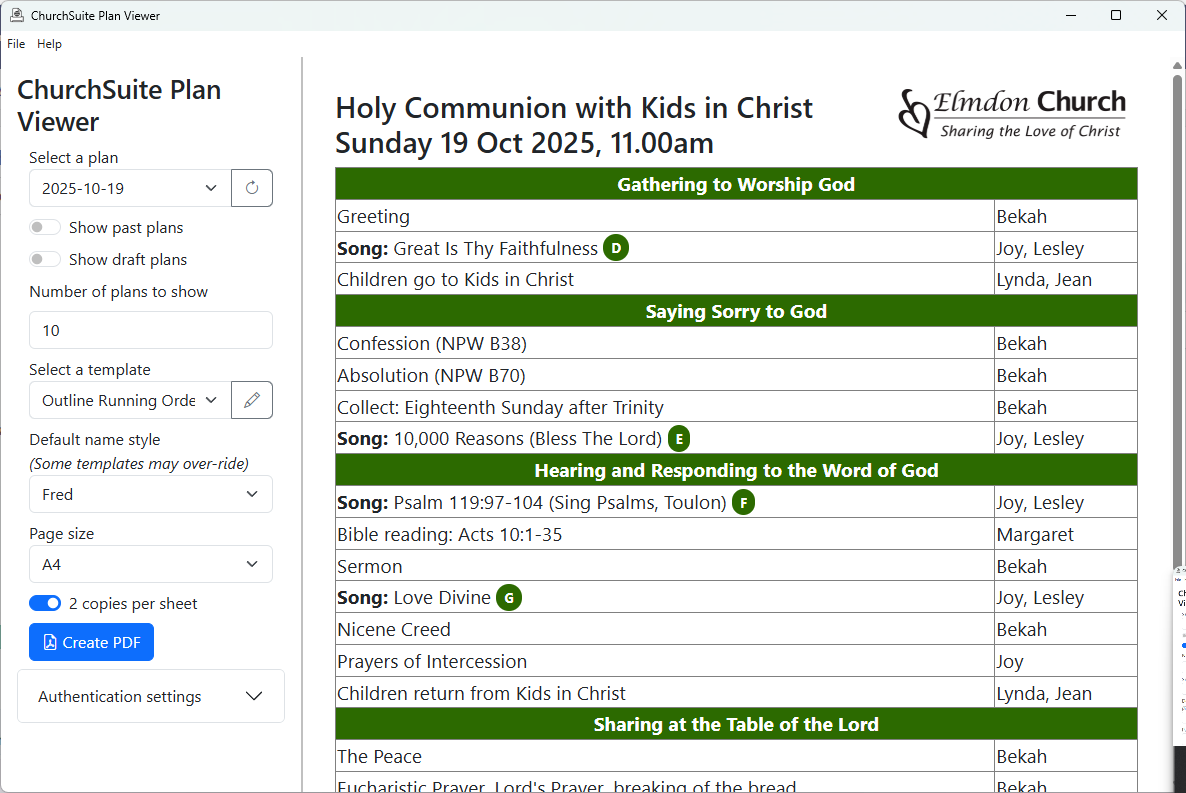 ChurchSuite Plan Viewer
File Help
ChurchSuite Plan
Viewer
Select a plan
2025-10-19
Show past plans
Show draft plans
Number of plans to show
10
Select a template
Outline Running Orde
Default name style
(Some templates may over-ride)
Fred
Page size
A4
2 copies per sheet
Create PDF
Authentication settings
Holy Communion with Kids in Christ
Sunday 19 Oct 2025, 11.00am
Elmdon Church
Sharing the Love of Christ
Gathering to Worship God
Greeting Bekah
Song: Great Is Thy Faithfulness D Joy, Lesley
Children go to Kids in Christ Lynda, Jean
Saying Sorry to God
Confession (NPW B38) Bekah
Absolution (NPW B70) Bekah
Collect: Eighteenth Sunday after Trinity Bekah
Song: 10,000 Reasons (Bless The Lord) E Joy, Lesley
Hearing and Responding to the Word of God
Song: Psalm 119:97-104 (Sing Psalms, Toulon) F Joy, Lesley
Bible reading: Acts 10:1-35 Margaret
Sermon Bekah
Song: Love Divine G Joy, Lesley
Nicene Creed Bekah
Prayers of Intercession Joy
Children return from Kids in Christ Lynda, Jean
Sharing at the Table of the Lord
The Peace Bekah
Eucharistic Prayer, Lord's Prayer, breaking of the bread Bekah